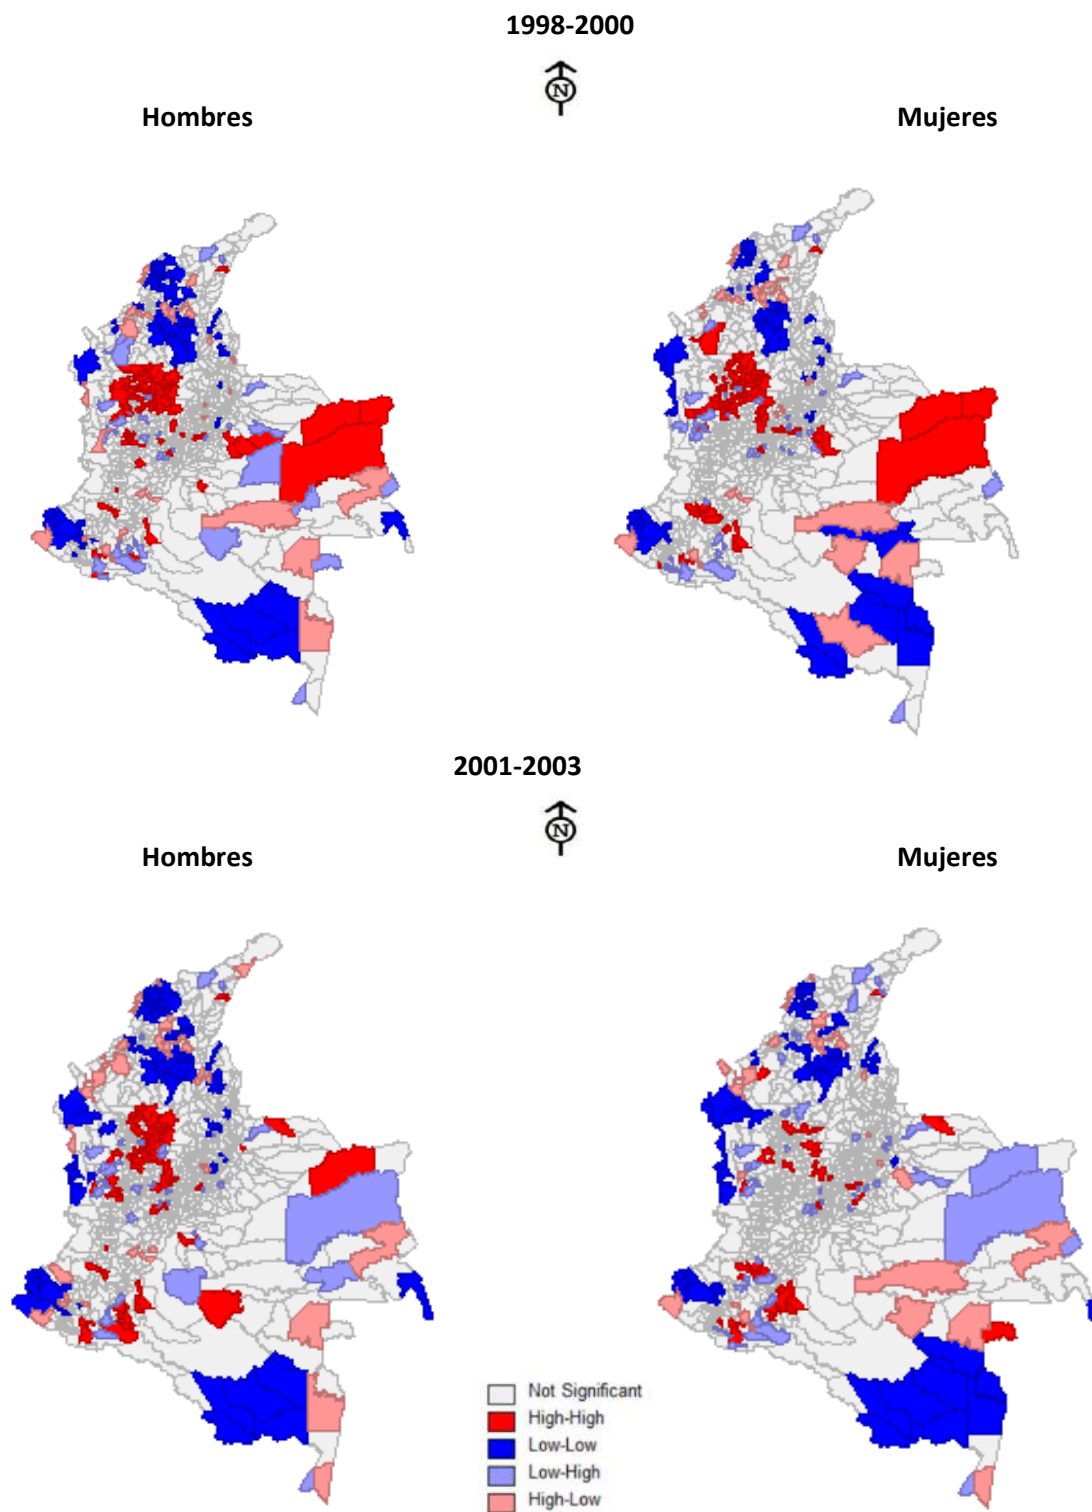 1998-2000
N
Hombres
Mujeres
2001-2003
N
Hombres
Mujeres
Not Significant
High-High
Low-Low
Low-High
High-Low